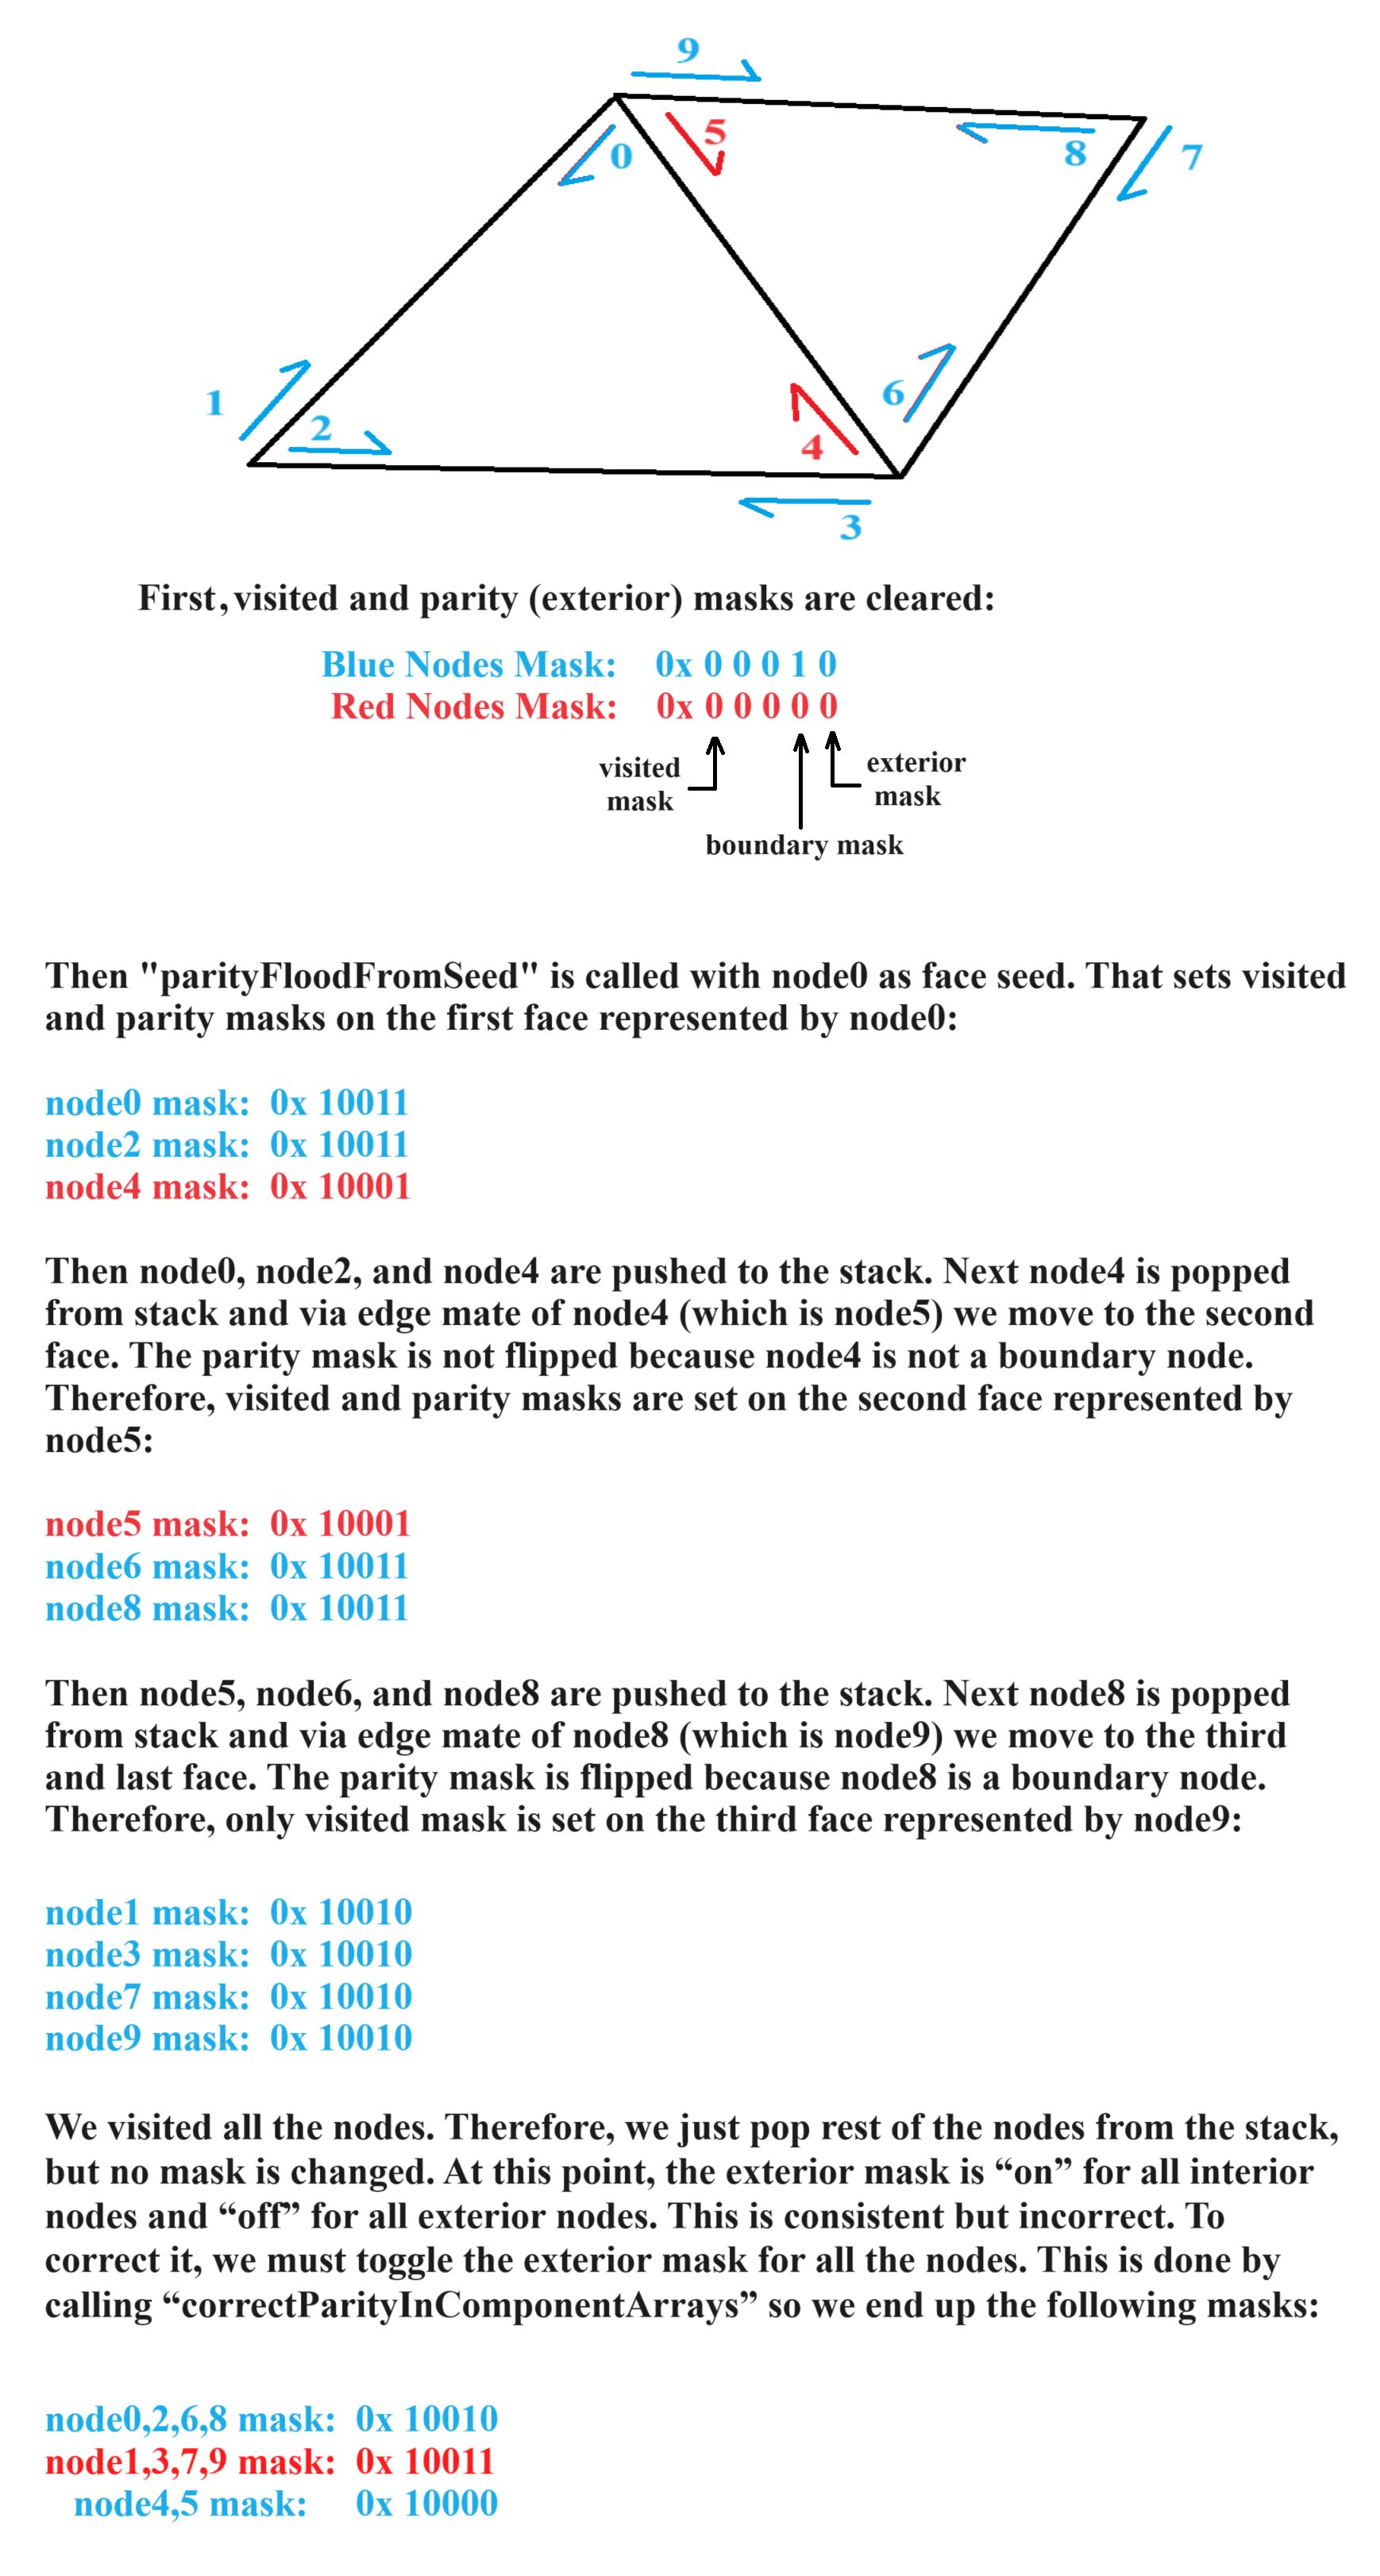 9
5
0
8
7
1
2
6
4
3
First, visited and parity (exterior) masks are cleared:
Blue Nodes Mask: 0x 0 0 0 1 0
Red Nodes Mask: 0x 0 0 0 0 0
visited
mask
exterior
mask
boundary mask
Then "parityFloodFromSeed" is called with node0 as face seed. That sets visited
and parity masks on the first face represented by node0:
node0 mask: 0x 10011
node2 mask: 0x 10011
node4 mask: 0x 10001
Then node0, node2, and node4 are pushed to the stack. Next node4 is popped
from stack and via edge mate of node4 (which is node5) we move to the second
face. The parity mask is not flipped because node4 is not a boundary node.
Therefore, visited and parity masks are set on the second face represented by
node5:
node5 mask: 0x 10001
node6 mask: 0x 10011
node8 mask: 0x 10011
Then node5, node6, and node8 are pushed to the stack. Next node8 is popped
from stack and via edge mate of node8 (which is node9) we move to the third
and last face. The parity mask is flipped because node8 is a boundary node.
Therefore, only visited mask is set on the third face represented by node9:
node1 mask: 0x 10010
node3 mask: 0x 10010
node7 mask: 0x 10010
node9 mask: 0x 10010
We visited all the nodes. Therefore, we just pop rest of the nodes from the stack,
but no mask is changed. At this point, the exterior mask is “on” for all interior
nodes and “off” for all exterior nodes. This is consistent but incorrect. To
correct it, we must toggle the exterior mask for all the nodes. This is done by
calling “correctParityInComponentArrays” so we end up the following masks:
node0,2,6,8 mask: 0x 10010
node1,3,7,9 mask: 0x 10011
node4,5 mask: 0x 10000